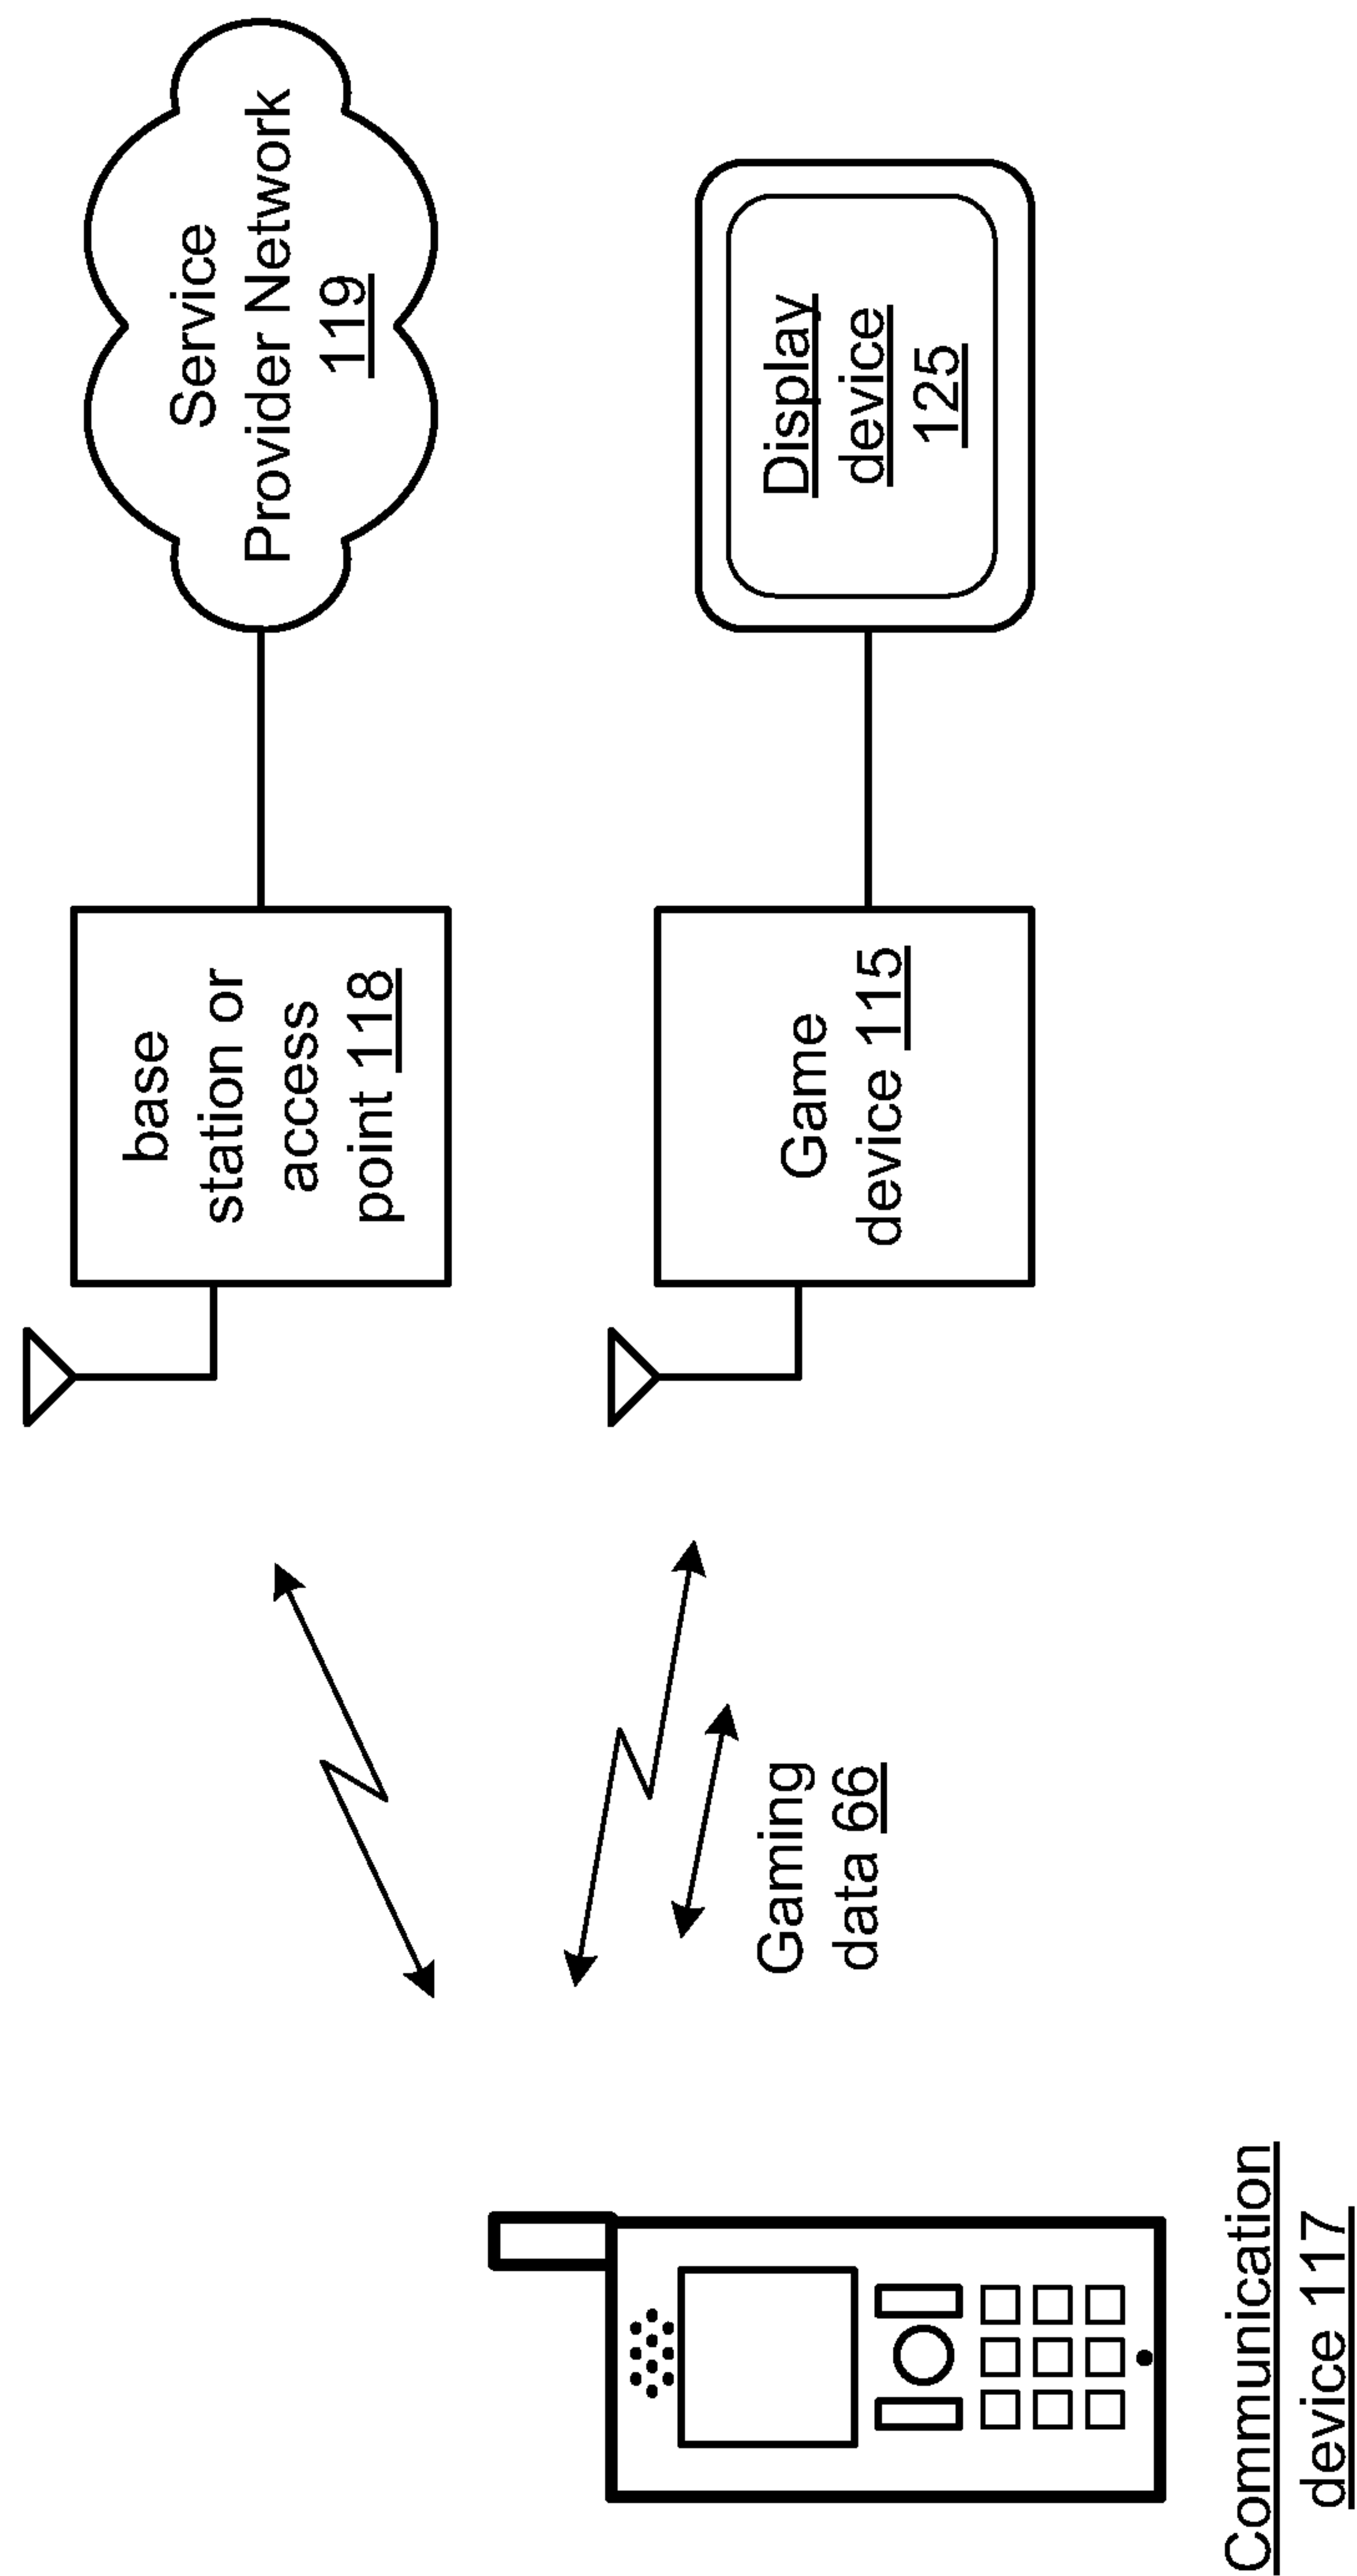 Service
Provider Network
119
base
station or
access
point 118
Display
device
125
Game
device 115
Gaming
data 66
Communication
device 117